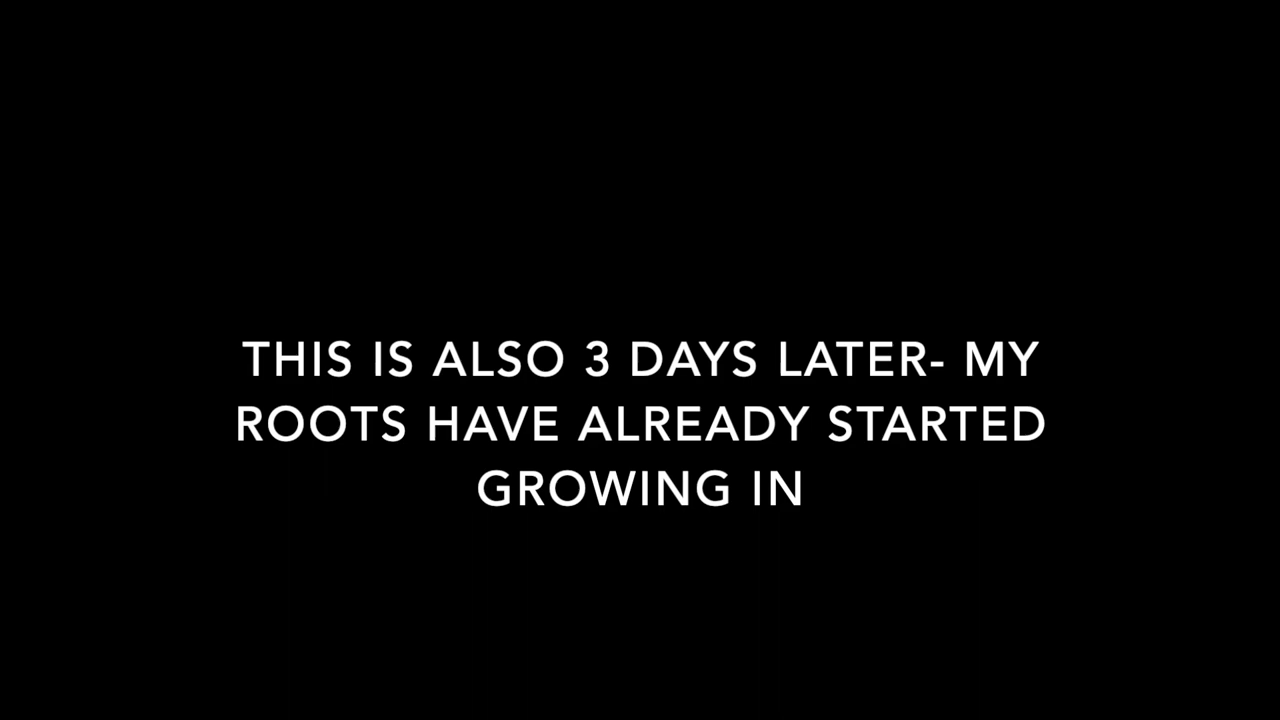 THIS IS ALSO 3 DAYS LATER- MY
ROOTS HAVE ALREADY STARTED
GROWING IN